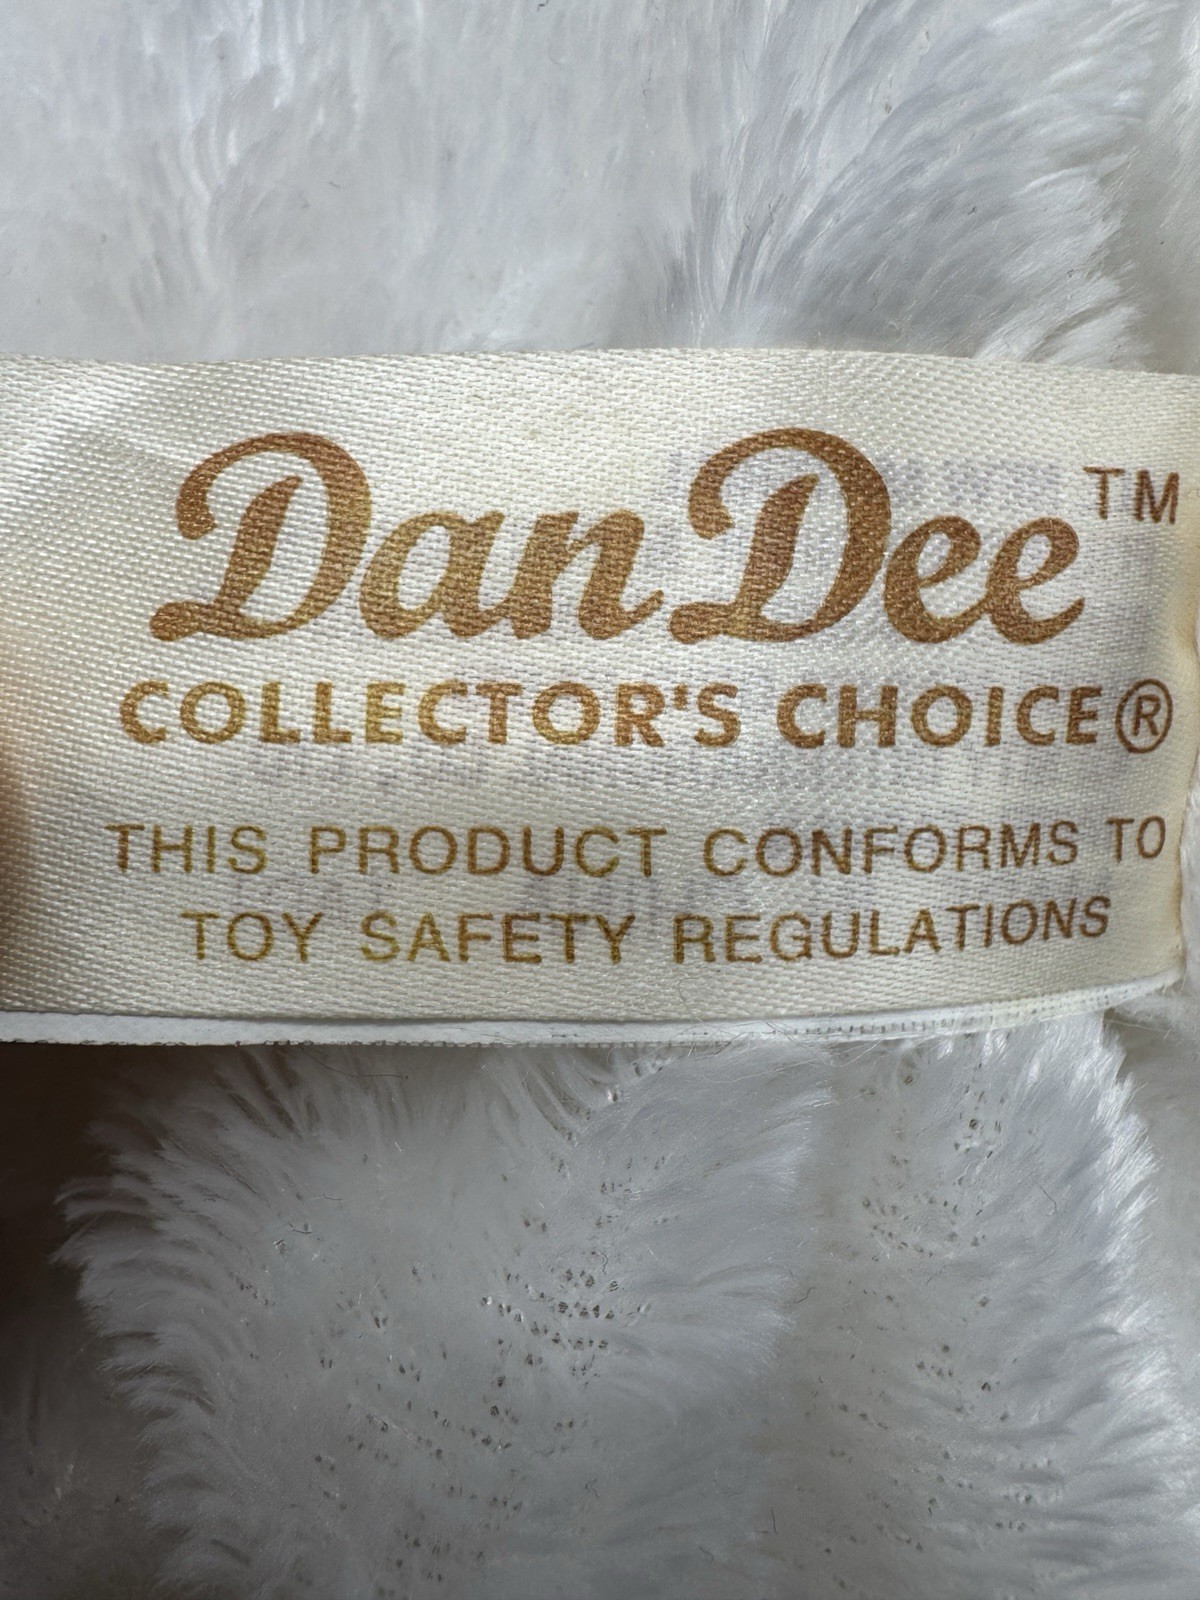 Dan Dee™
COLLECTOR'S CHOICE®
THIS PRODUCT CONFORMS TO
TOY SAFETY REGULATIONS